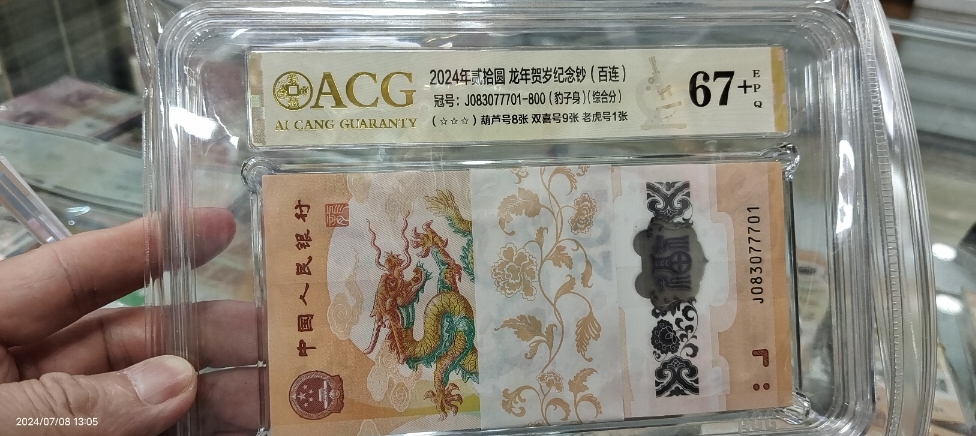 ACG
AI CANG GUARANTY
2024年贰拾圆 龙年贺岁纪念钞（百连）
冠号：J083077701-800（豹子身）（综合分）
（☆☆☆）葫芦号8张 双喜号9张 老虎号1张
67+
EPQ
中国人民银行
J083077701
2024/07/08 13:05